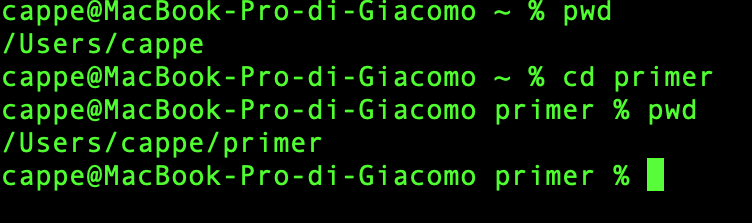 cappe@MacBook-Pro-di-Giacomo ~ % pwd
/Users/cappe
cappe@MacBook-Pro-di-Giacomo ~ % cd primer
cappe@MacBook-Pro-di-Giacomo primer % pwd
/Users/cappe/primer
cappe@MacBook-Pro-di-Giacomo primer %